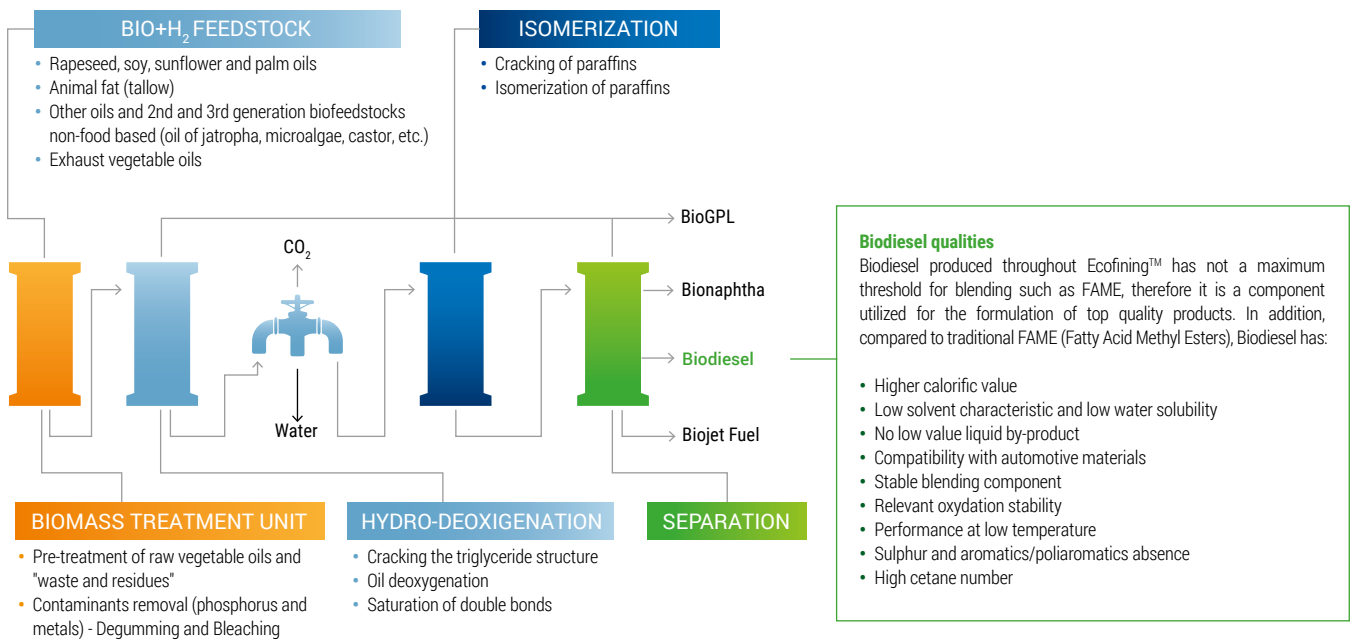 BIO+H₂ FEEDSTOCK
• Rapeseed, soy, sunflower and palm oils
• Animal fat (tallow)
• Other oils and 2nd and 3rd generation biofeedstocks
non-food based (oil of jatropha, microalgae, castor, etc.)
• Exhaust vegetable oils
ISOMERIZATION
• Cracking of paraffins
• Isomerization of paraffins
CO₂
Water
BioGPL
Bionaphtha
Biodiesel
Biojet Fuel
BIOMASS TREATMENT UNIT
• Pre-treatment of raw vegetable oils and
"waste and residues"
• Contaminants removal (phosphorus and
metals) - Degumming and Bleaching
HYDRO-DEOXIGENATION
• Cracking the triglyceride structure
• Oil deoxygenation
• Saturation of double bonds
SEPARATION
Biodiesel qualities
Biodiesel produced throughout Ecofining™ has not a maximum
threshold for blending such as FAME, therefore it is a component
utilized for the formulation of top quality products. In addition,
compared to traditional FAME (Fatty Acid Methyl Esters), Biodiesel has:
• Higher calorific value
• Low solvent characteristic and low water solubility
• No low value liquid by-product
• Compatibility with automotive materials
• Stable blending component
• Relevant oxydation stability
• Performance at low temperature
• Sulphur and aromatics/poliaromatics absence
• High cetane number